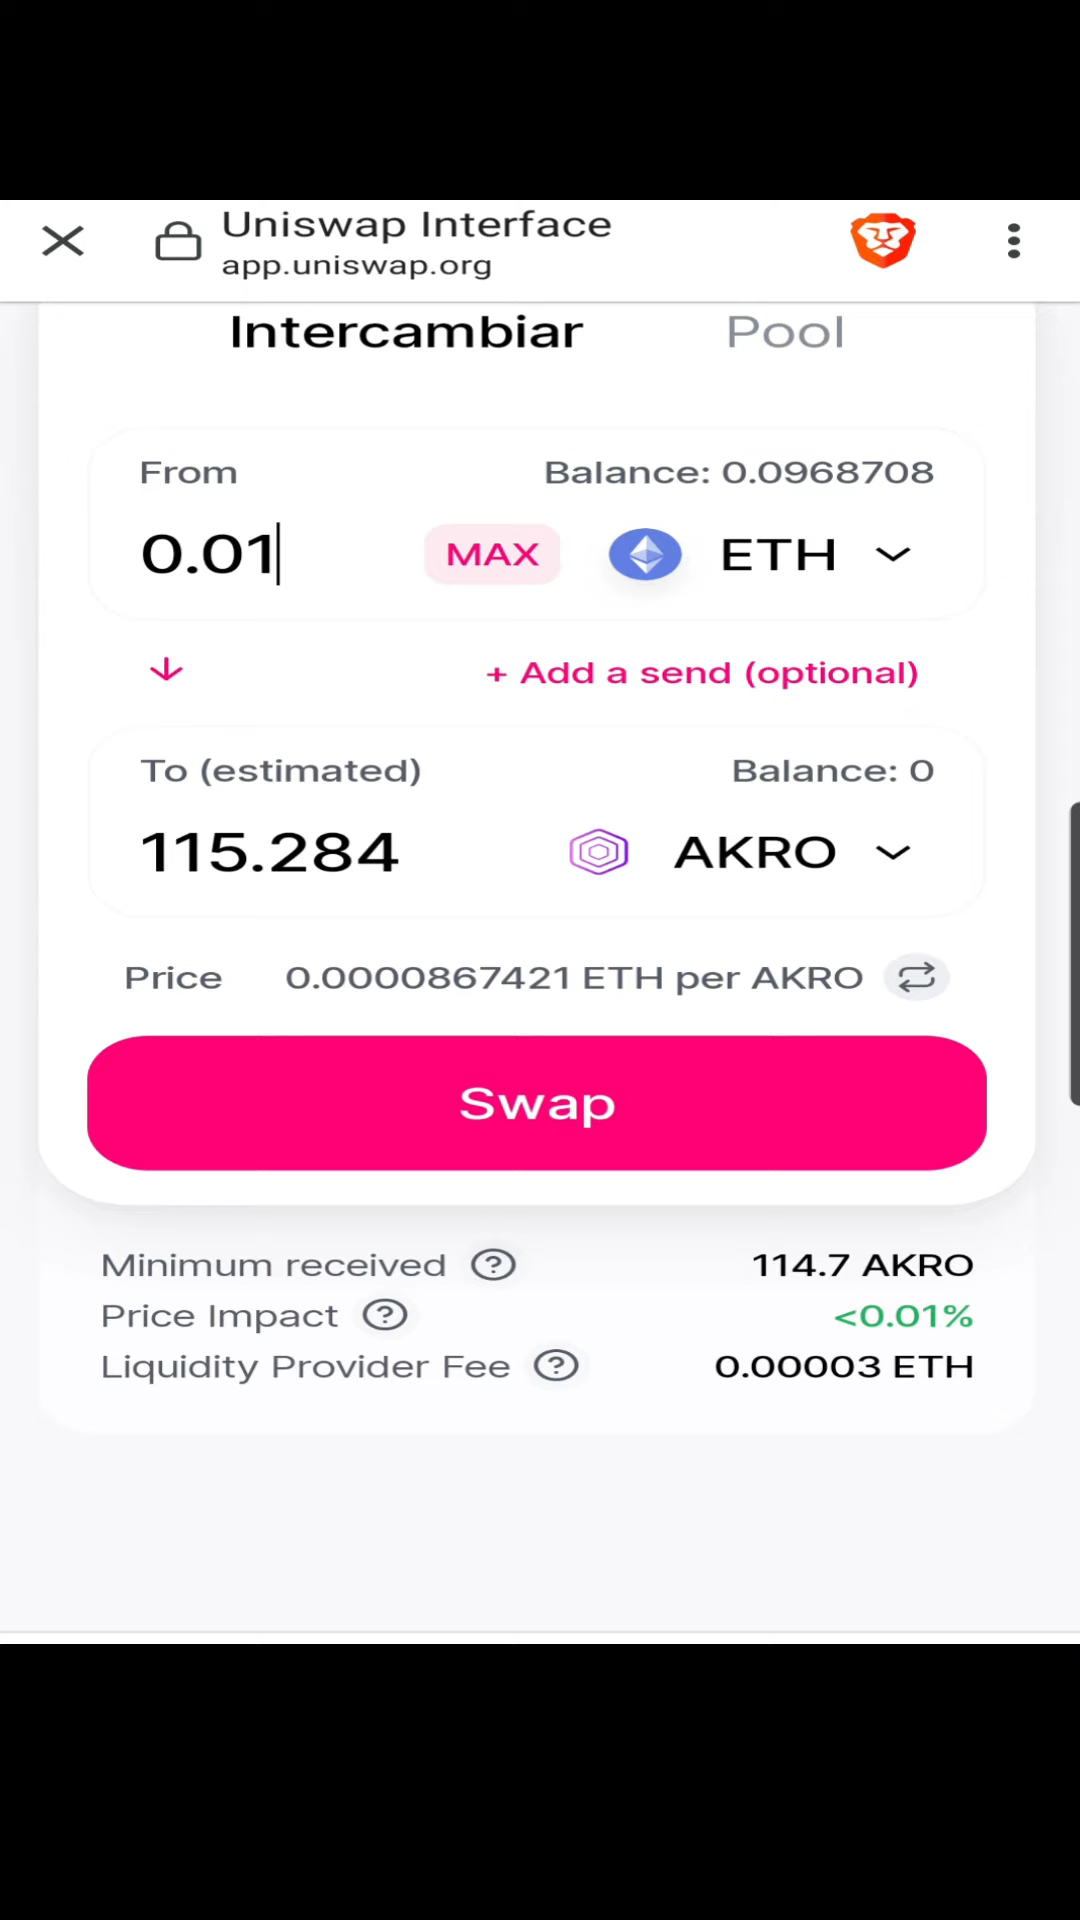 Uniswap Interface
app.uniswap.org
Intercambiar Pool
From Balance: 0.0968708
0.01 MAX ETH
+ Add a send (optional)
To (estimated) Balance: 0
115.284 AKRO
Price 0.0000867421 ETH per AKRO
Swap
Minimum received ? 114.7 AKRO
Price Impact ? <0.01%
Liquidity Provider Fee ? 0.00003 ETH